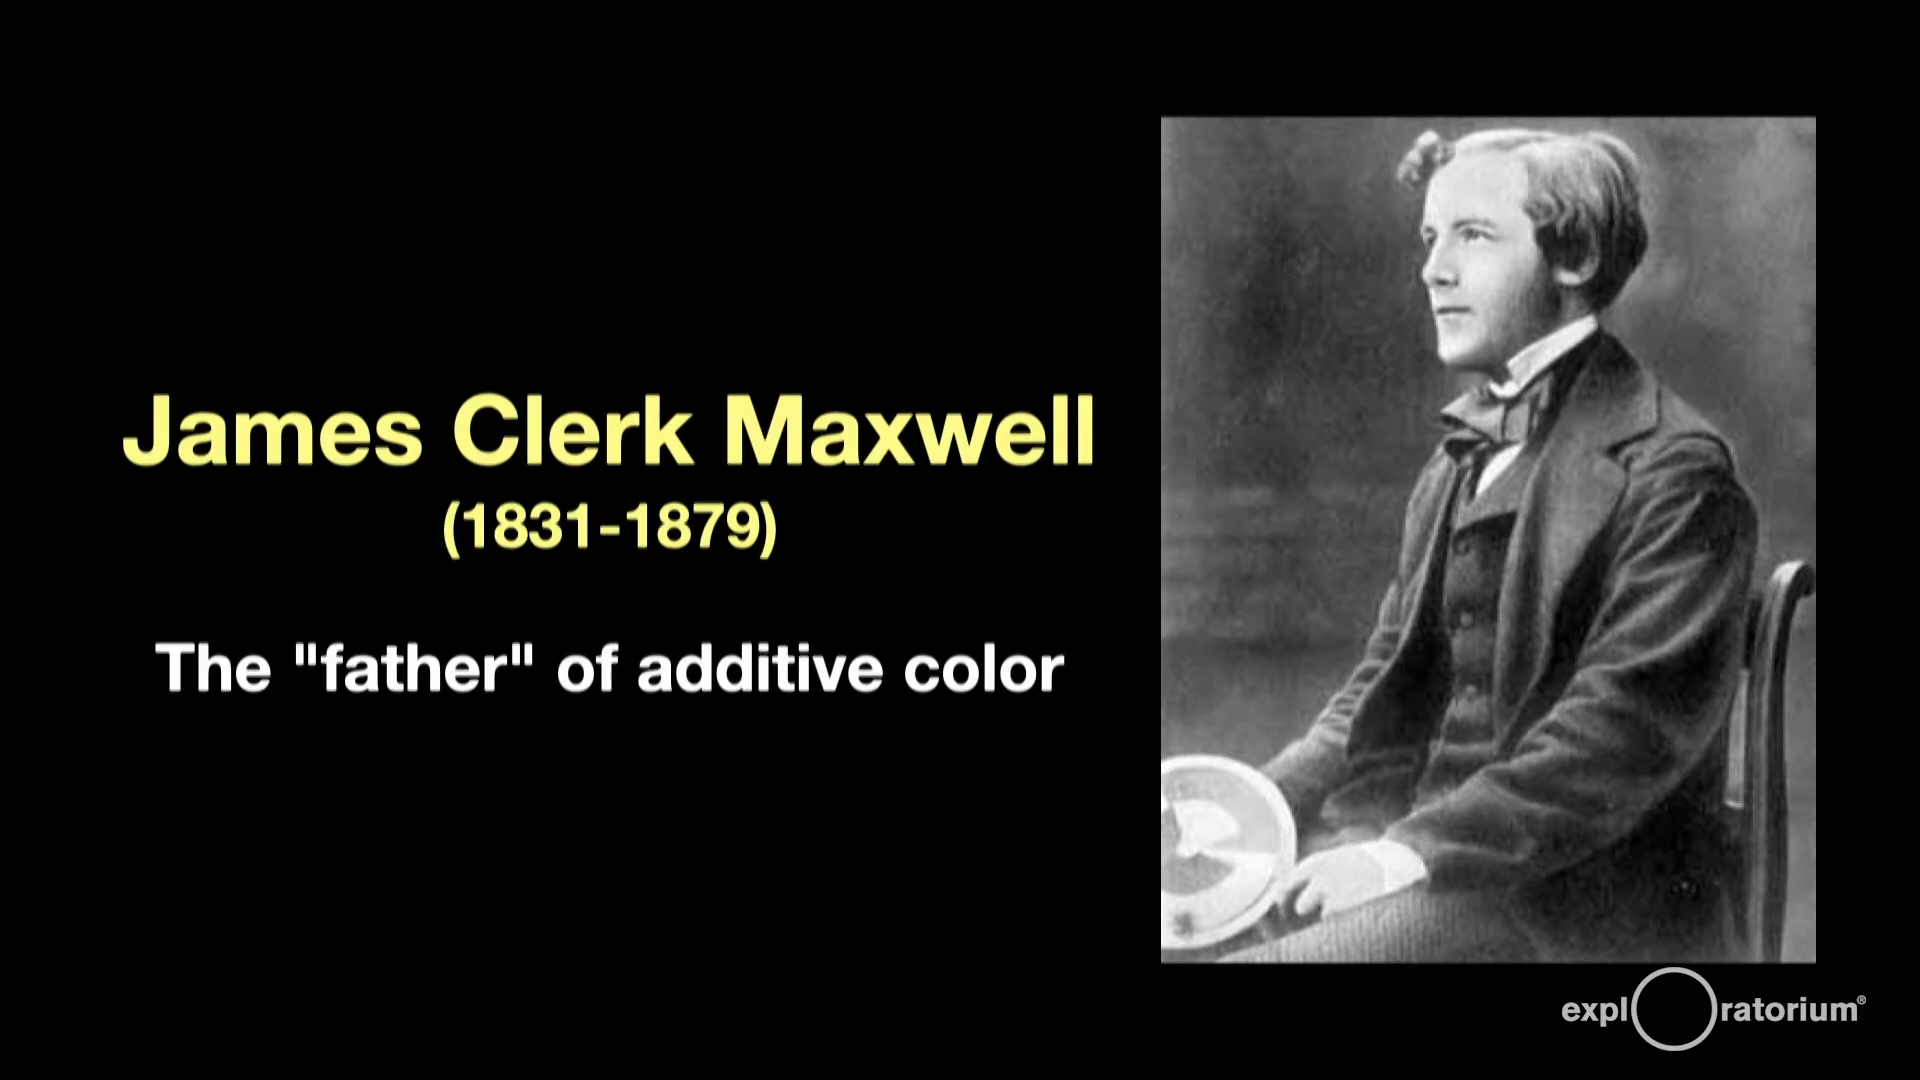 James Clerk Maxwell
(1831-1879)
The "father" of additive color
explOratorium®